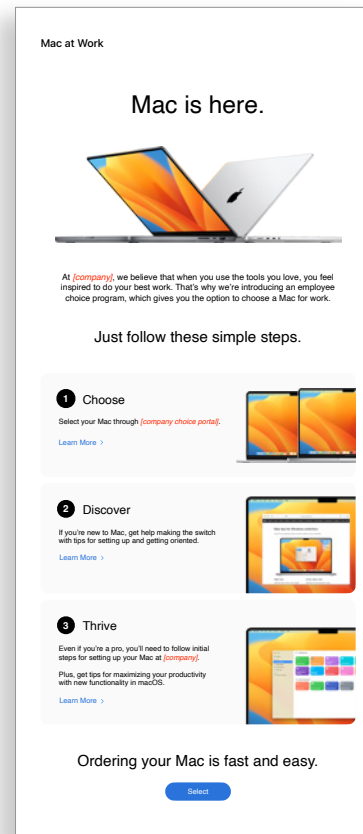 Mac at Work
Mac is here.
At [company], we believe that when you use the tools you love, you feel
inspired to do your best work. That's why we're introducing an employee
choice program, which gives you the option to choose a Mac for work.
Just follow these simple steps.
1 Choose
Select your Mac through [company choice portal].
Learn More >
2 Discover
If you're new to Mac, get help making the switch
with tips for setting up and getting oriented.
Learn More >
3 Thrive
Even if you're a pro, you'll need to follow initial
steps for setting up your Mac at [company].
Plus, get tips for maximizing your productivity
with new functionality in macOS.
Learn More >
Ordering your Mac is fast and easy.
Select